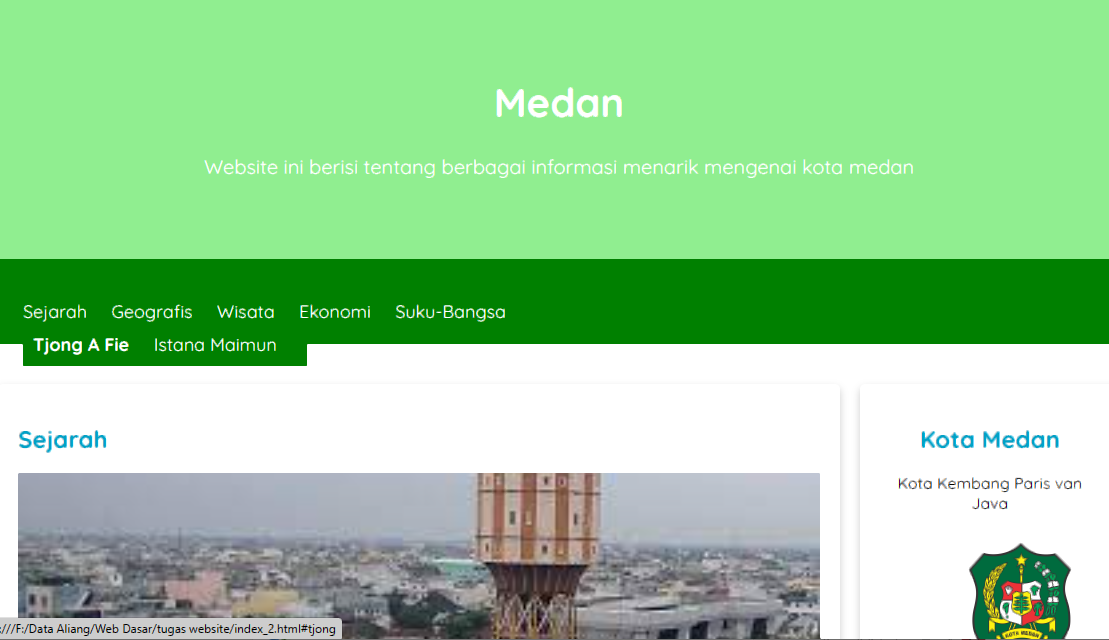 Medan
Website ini berisi tentang berbagai informasi menarik mengenai kota medan
Sejarah Geografis Wisata Ekonomi Suku-Bangsa
Tjong A Fie Istana Maimun
Sejarah
Kota Medan
Kota Kembang Paris van
Java
KOTA MEDAN
:///F:/Data Aliang/Web Dasar/tugas website/index_2.html#tjong